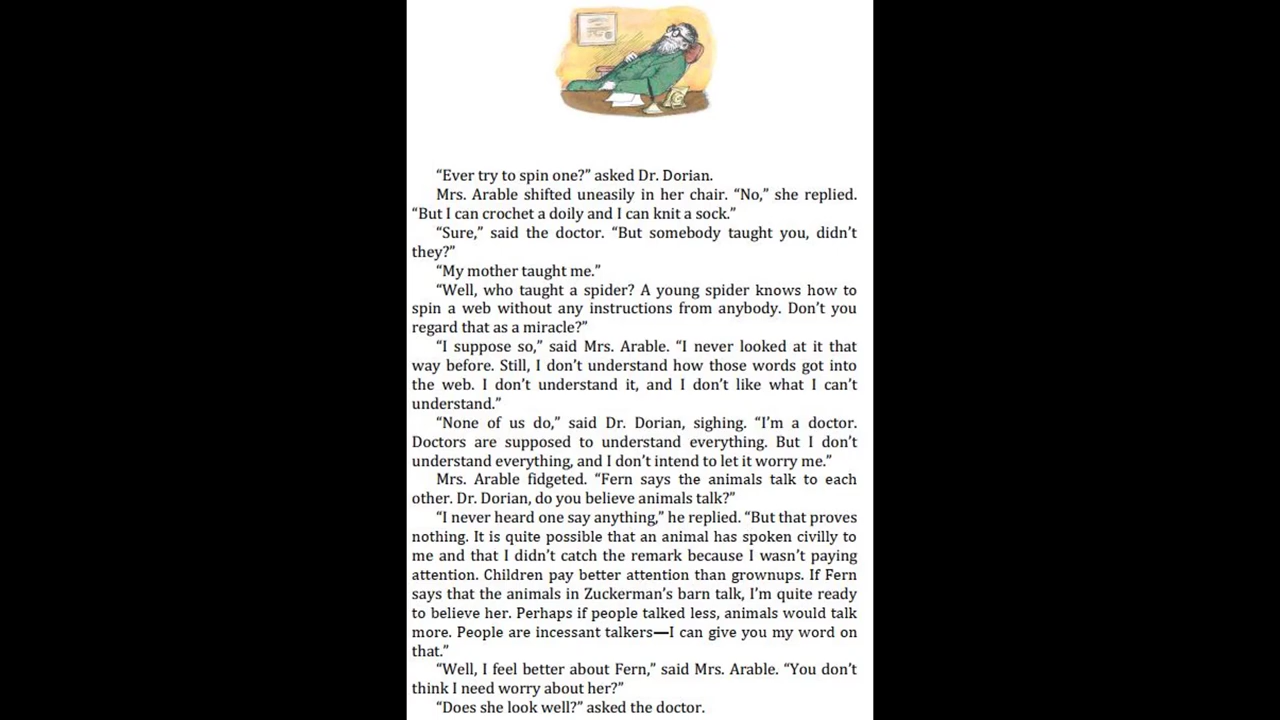 “Ever try to spin one?” asked Dr. Dorian.
Mrs. Arable shifted uneasily in her chair. “No,” she replied.
“But I can crochet a doily and I can knit a sock.”
“Sure,” said the doctor. “But somebody taught you, didn’t
they?”
“My mother taught me.”
“Well, who taught a spider? A young spider knows how to
spin a web without any instructions from anybody. Don’t you
regard that as a miracle?”
“I suppose so,” said Mrs. Arable. “I never looked at it that
way before. Still, I don’t understand how those words got into
the web. I don’t understand it, and I don’t like what I can’t
understand.”
“None of us do,” said Dr. Dorian, sighing. “I’m a doctor.
Doctors are supposed to understand everything. But I don’t
understand everything, and I don’t intend to let it worry me.”
Mrs. Arable fidgeted. “Fern says the animals talk to each
other. Dr. Dorian, do you believe animals talk?”
“I never heard one say anything,” he replied. “But that proves
nothing. It is quite possible that an animal has spoken civilly to
me and that I didn’t catch the remark because I wasn’t paying
attention. Children pay better attention than grownups. If Fern
says that the animals in Zuckerman’s barn talk, I’m quite ready
to believe her. Perhaps if people talked less, animals would talk
more. People are incessant talkers—I can give you my word on
that.”
“Well, I feel better about Fern,” said Mrs. Arable. “You don’t
think I need worry about her?”
“Does she look well?” asked the doctor.